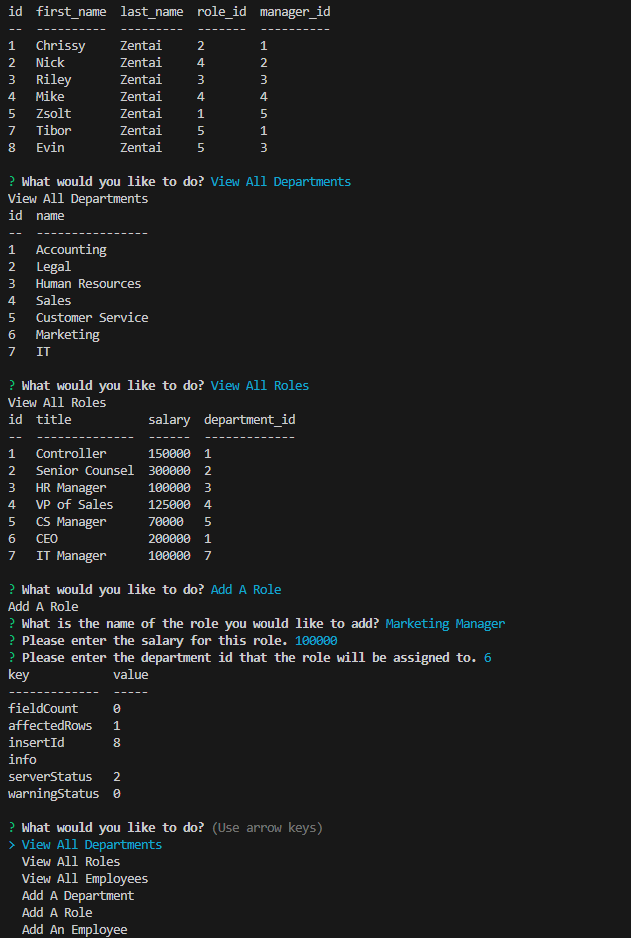 id  first_name  last_name  role_id  manager_id
--  ----------  ---------  -------  ----------
1   Chrissy     Zentai     2        1
2   Nick        Zentai     4        2
3   Riley       Zentai     3        3
4   Mike        Zentai     4        4
5   Zsolt       Zentai     1        5
7   Tibor       Zentai     5        1
8   Evin        Zentai     5        3
? What would you like to do? View All Departments
View All Departments
id  name
--  ----------------
1   Accounting
2   Legal
3   Human Resources
4   Sales
5   Customer Service
6   Marketing
7   IT
? What would you like to do? View All Roles
View All Roles
id  title           salary  department_id
--  --------------  ------  -------------
1   Controller      150000  1
2   Senior Counsel  300000  2
3   HR Manager      100000  3
4   VP of Sales     125000  4
5   CS Manager      70000   5
6   CEO             200000  1
7   IT Manager      100000  7
? What would you like to do? Add A Role
Add A Role
? What is the name of the role you would like to add? Marketing Manager
? Please enter the salary for this role. 100000
? Please enter the department id that the role will be assigned to. 6
key            value
-------------  -----
fieldCount     0
affectedRows   1
insertId       8
info
serverStatus   2
warningStatus  0
? What would you like to do? (Use arrow keys)
> View All Departments
  View All Roles
  View All Employees
  Add A Department
  Add A Role
  Add An Employee